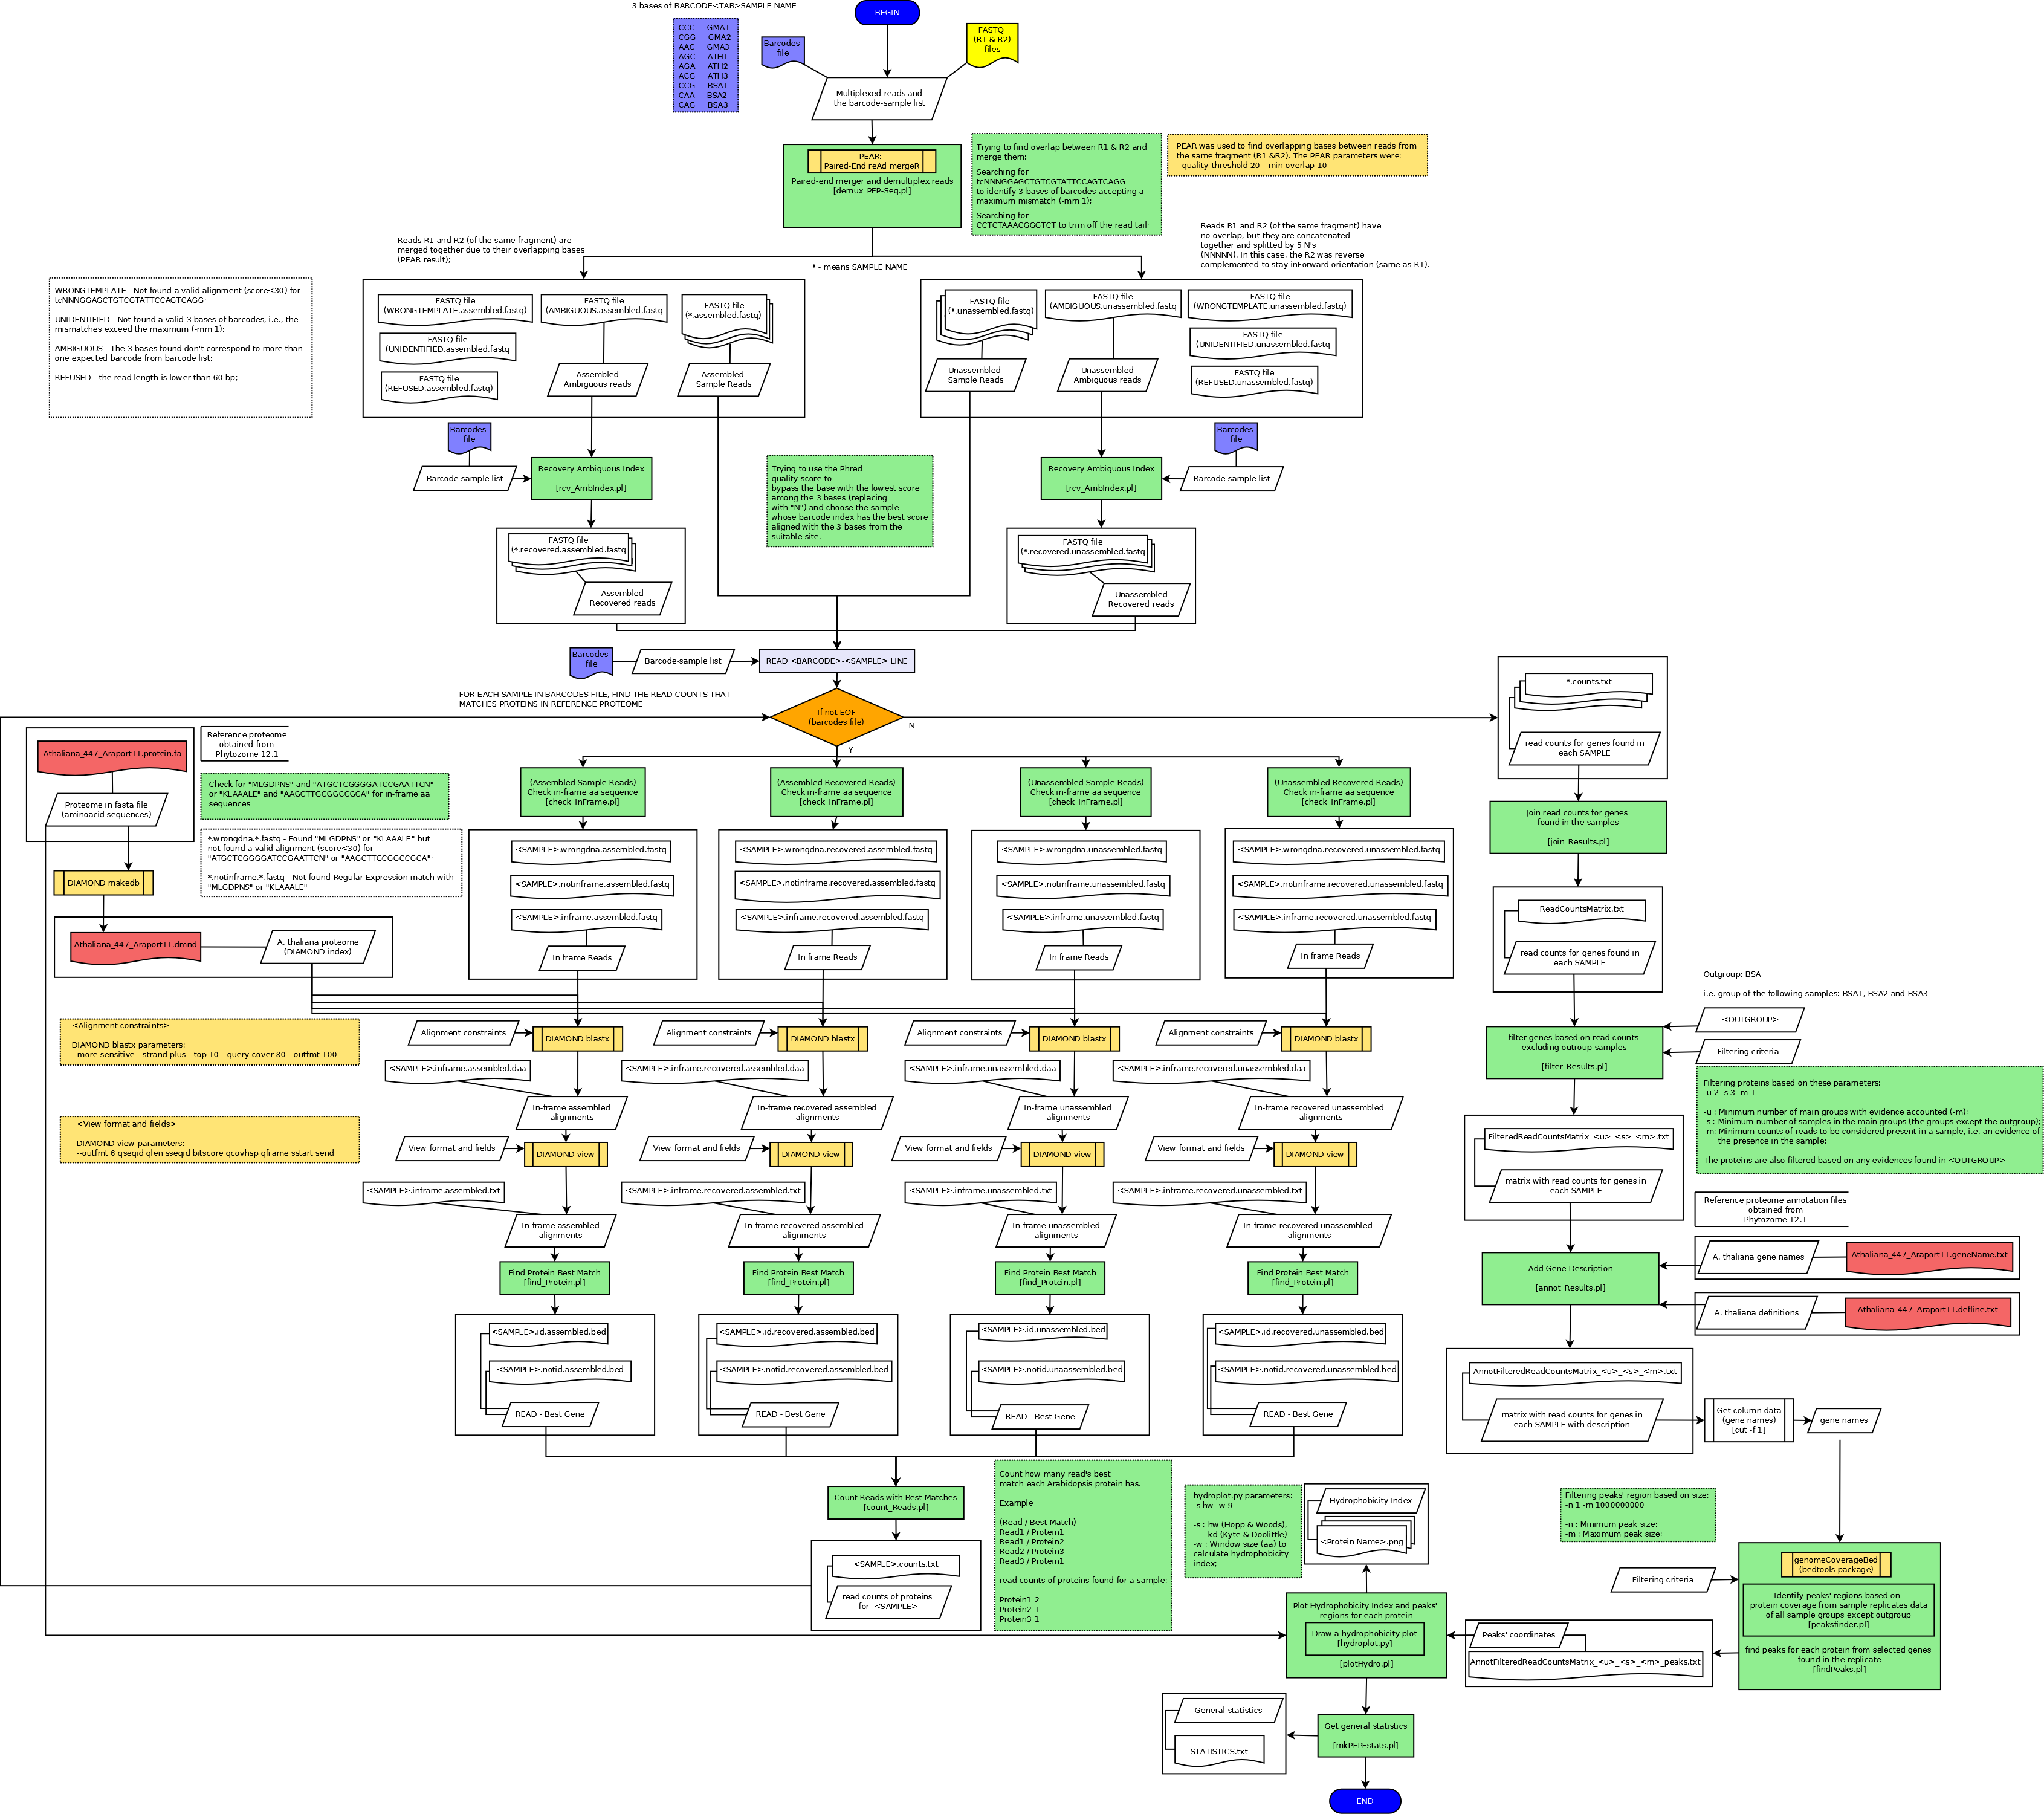 3 bases of BARCODE<TAB>SAMPLE NAME
CCC GMA1
CGG GMA2
AAC GMA3
AGC ATH1
AGA ATH2
ACG ATH3
CCG BSA1
CAA BSA2
CAG BSA3
BEGIN
Barcodes
file
FASTQ
(R1 & R2)
files
Multiplexed reads and
the barcode-sample list
PEAR:
Paired-End reAd mergeR
Paired-end merger and demultiplex reads
[demux_PEP-Seq.pl]
Trying to find overlap between R1 & R2 and
merge them;
Searching for
tcNNNGGAGCTGTCGTATTCCAGTCAGG
to identify 3 bases of barcodes accepting a
maximum mismatch (-mm 1);
Searching for
CCTCTAAACGGGTCT to trim off the read tail;
PEAR was used to find overlapping bases between reads from
the same fragment (R1 &R2). The PEAR parameters were:
--quality-threshold 20 --min-overlap 10
Reads R1 and R2 (of the same fragment) are
merged together due to their overlapping bases
(PEAR result);
* - means SAMPLE NAME
Reads R1 and R2 (of the same fragment) have
no overlap, but they are concatenated
together and splitted by 5 N's
(NNNNN). In this case, the R2 was reverse
complemented to stay inForward orientation (same as R1).
WRONGTEMPLATE - Not found a valid alignment (score<30) for
tcNNNGGAGCTGTCGTATTCCAGTCAGG;
UNIDENTIFIED - Not found a valid 3 bases of barcodes, i.e., the
mismatches exceed the maximum (-mm 1);
AMBIGUOUS - The 3 bases found don't correspond to more than
one expected barcode from barcode list;
REFUSED - the read length is lower than 60 bp;
FASTQ file
(WRONGTEMPLATE.assembled.fastq)
FASTQ file
(UNIDENTIFIED.assembled.fastq
FASTQ file
(REFUSED.assembled.fastq)
FASTQ file
(AMBIGUOUS.assembled.fastq)
Assembled
Ambiguous reads
FASTQ file
(*.assembled.fastq)
Assembled
Sample Reads
FASTQ file
(*.unassembled.fastq)
Unassembled
Sample Reads
FASTQ file
(AMBIGUOUS.unassembled.fastq)
Unassembled
Ambiguous reads
FASTQ file
(WRONGTEMPLATE.unassembled.fastq)
FASTQ file
(UNIDENTIFIED.unassembled.fastq
FASTQ file
(REFUSED.unassembled.fastq)
Barcodes
file
Barcode-sample list
Recovery Ambiguous Index
[rcv_AmbIndex.pl]
Trying to use the Phred
quality score to
bypass the base with the lowest score
among the 3 bases (replacing
with "N") and choose the sample
whose barcode index has the best score
aligned with the 3 bases from the
suitable site.
Recovery Ambiguous Index
[rcv_AmbIndex.pl]
Barcodes
file
Barcode-sample list
FASTQ file
(*.recovered.assembled.fastq
Assembled
Recovered reads
FASTQ file
(*.recovered.unassembled.fastq
Unassembled
Recovered reads
Barcodes
file
Barcode-sample list
READ <BARCODE>-<SAMPLE> LINE
FOR EACH SAMPLE IN BARCODES-FILE, FIND THE READ COUNTS THAT
MATCHES PROTEINS IN REFERENCE PROTEOME
If not EOF
(barcodes file)
N
Y
Athaliana_447_Araport11.protein.fa
Proteome in fasta file
(aminoacid sequences)
DIAMOND makedb
Reference proteome
obtained from
Phytozome 12.1
Check for "MLGDPNS" and "ATGCTCGGGGATCCGAATTCN"
or "KLAAALE" and "AAGCTTGCGGCCGCA" for in-frame aa
sequences
*.wrongdna.*.fastq - Found "MLGDPNS" or "KLAAALE" but
not found a valid alignment (score<30) for
"ATGCTCGGGGATCCGAATTCN" or "AAGCTTGCGGCCGCA";
*.notinframe.*.fastq - Not found Regular Expression match with
"MLGDPNS" or "KLAAALE"
Athaliana_447_Araport11.dmnd
A. thaliana proteome
(DIAMOND index)
(Assembled Sample Reads)
Check in-frame aa sequence
[check_InFrame.pl]
(Assembled Recovered Reads)
Check in-frame aa sequence
[check_InFrame.pl]
(Unassembled Sample Reads)
Check in-frame aa sequence
[check_InFrame.pl]
(Unassembled Recovered Reads)
Check in-frame aa sequence
[check_InFrame.pl]
<SAMPLE>.wrongdna.assembled.fastq
<SAMPLE>.notinframe.assembled.fastq
<SAMPLE>.inframe.assembled.fastq
In frame Reads
<SAMPLE>.wrongdna.recovered.assembled.fastq
<SAMPLE>.notinframe.recovered.assembled.fastq
<SAMPLE>.inframe.recovered.assembled.fastq
In frame Reads
<SAMPLE>.wrongdna.unassembled.fastq
<SAMPLE>.notinframe.unassembled.fastq
<SAMPLE>.inframe.unassembled.fastq
In frame Reads
<SAMPLE>.wrongdna.recovered.unassembled.fastq
<SAMPLE>.notinframe.recovered.unassembled.fastq
<SAMPLE>.inframe.recovered.unassembled.fastq
In frame Reads
<Alignment constraints>
DIAMOND blastx parameters:
--more-sensitive --strand plus --top 10 --query-cover 80 --outfmt 100
Alignment constraints
DIAMOND blastx
Alignment constraints
DIAMOND blastx
Alignment constraints
DIAMOND blastx
Alignment constraints
DIAMOND blastx
<SAMPLE>.inframe.assembled.daa
<SAMPLE>.inframe.recovered.assembled.daa
<SAMPLE>.inframe.unassembled.daa
<SAMPLE>.inframe.recovered.unassembled.daa
In-frame assembled
alignments
In-frame recovered assembled
alignments
In-frame unassembled
alignments
In-frame recovered unassembled
alignments
<View format and fields>
DIAMOND view parameters:
--outfmt 6 qseqid qlen sseqid bitscore qcovhsp qframe sstart send
View format and fields
DIAMOND view
View format and fields
DIAMOND view
View format and fields
DIAMOND view
View format and fields
DIAMOND view
<SAMPLE>.inframe.assembled.txt
<SAMPLE>.inframe.recovered.assembled.txt
<SAMPLE>.inframe.unassembled.txt
<SAMPLE>.inframe.recovered.unassembled.txt
In-frame assembled
alignments
In-frame recovered assembled
alignments
In-frame unassembled
alignments
In-frame recovered unassembled
alignments
Find Protein Best Match
[find_Protein.pl]
Find Protein Best Match
[find_Protein.pl]
Find Protein Best Match
[find_Protein.pl]
Find Protein Best Match
[find_Protein.pl]
<SAMPLE>.id.assembled.bed
<SAMPLE>.notid.assembled.bed
READ - Best Gene
<SAMPLE>.id.recovered.assembled.bed
<SAMPLE>.notid.recovered.assembled.bed
READ - Best Gene
<SAMPLE>.id.unassembled.bed
<SAMPLE>.notid.unaassembled.bed
READ - Best Gene
<SAMPLE>.id.recovered.unassembled.bed
<SAMPLE>.notid.recovered.unassembled.bed
READ - Best Gene
Count Reads with Best Matches
[count_Reads.pl]
<SAMPLE>.counts.txt
read counts of proteins
for <SAMPLE>
Count how many read's best
match each Arabidopsis protein has.
Example
(Read / Best Match)
Read1 / Protein1
Read1 / Protein2
Read2 / Protein3
Read3 / Protein1
read counts of proteins found for a sample:
Protein1 2
Protein2 1
Protein3 1
*.counts.txt
read counts for genes found in
each SAMPLE
Join read counts for genes
found in the samples
[join_Results.pl]
ReadCountsMatrix.txt
read counts for genes found in
each SAMPLE
Outgroup: BSA
i.e. group of the following samples: BSA1, BSA2 and BSA3
<OUTGROUP>
Filtering criteria
filter genes based on read counts
excluding outroup samples
[filter_Results.pl]
Filtering proteins based on these parameters:
-u 2 -s 3 -m 1
-u : Minimum number of main groups with evidence accounted (-m);
-s : Minimum number of samples in the main groups (the groups except the outgroup);
-m: Minimum counts of reads to be considered present in a sample, i.e. an evidence of
the presence in the sample;
The proteins are also filtered based on any evidences found in <OUTGROUP>
FilteredReadCountsMatrix_<u>_<s>_<m>.txt
matrix with read counts for genes in
each SAMPLE
Reference proteome annotation files
obtained from
Phytozome 12.1
A. thaliana gene names
Athaliana_447_Araport11.geneName.txt
Add Gene Description
[annot_Results.pl]
A. thaliana definitions
Athaliana_447_Araport11.defline.txt
AnnotFilteredReadCountsMatrix_<u>_<s>_<m>.txt
matrix with read counts for genes in
each SAMPLE with description
Get column data
(gene names)
[cut -f 1]
gene names
Filtering peaks' region based on size:
-n 1 -m 1000000000
-n : Minimum peak size;
-m : Maximum peak size;
Filtering criteria
genomeCoverageBed
(bedtools package)
Identify peaks' regions based on
protein coverage from sample replicates data
of all sample groups except outgroup
[peaksfinder.pl]
find peaks for each protein from selected genes
found in the replicate
[findPeaks.pl]
Peaks' coordinates
AnnotFilteredReadCountsMatrix_<u>_<s>_<m>_peaks.txt
hydroplot.py parameters:
-s hw -w 9
-s : hw (Hopp & Woods),
kd (Kyte & Doolittle)
-w : Window size (aa) to
calculate hydrophobicity
index;
Hydrophobicity Index
<Protein Name>.png
Plot Hydrophobicity Index and peaks'
regions for each protein
Draw a hydrophobicity plot
[hydroplot.py]
[plotHydro.pl]
General statistics
STATISTICS.txt
Get general statistics
[mkPEPEstats.pl]
END